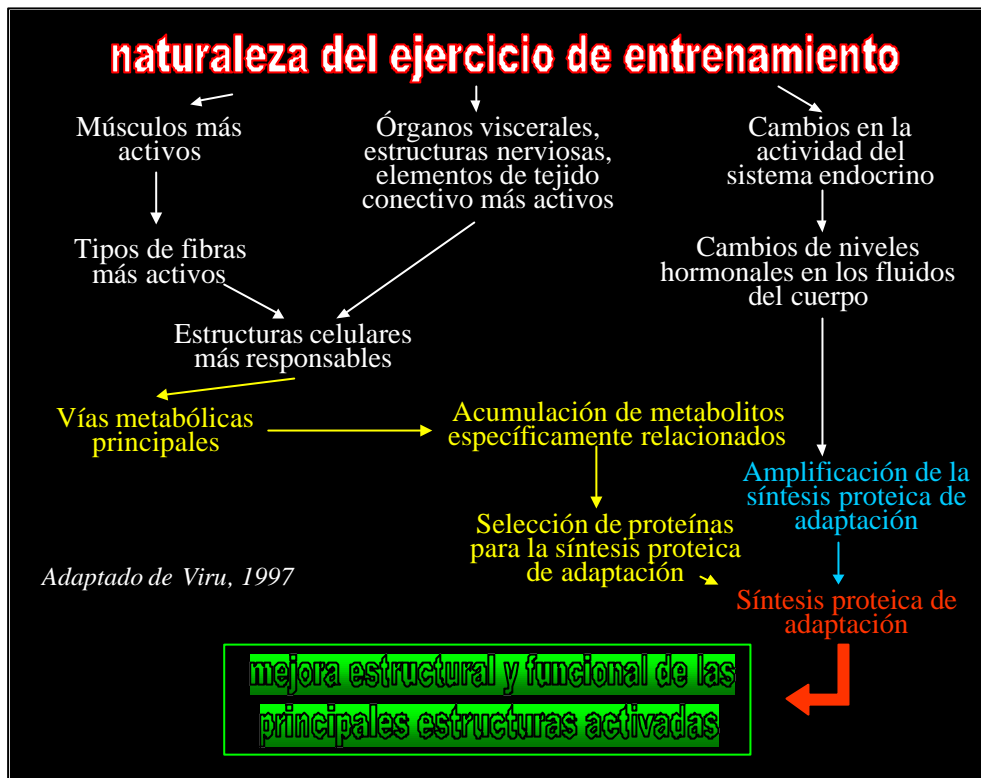 naturaleza del ejercicio de entrenamiento
Músculos más
activos
Órganos viscerales,
estructuras nerviosas,
elementos de tejido
conectivo más activos
Cambios en la
actividad del
sistema endocrino
Tipos de fibras
más activos
Cambios de niveles
hormonales en los fluidos
del cuerpo
Estructuras celulares
más responsables
Vías metabólicas
principales
Acumulación de metabolitos
específicamente relacionados
Amplificación de la
síntesis proteica de
adaptación
Selección de proteínas
para la síntesis proteica
de adaptación
Adaptado de Viru, 1997
Síntesis proteica de
adaptación
mejora estructural y funcional de las
principales estructuras activadas